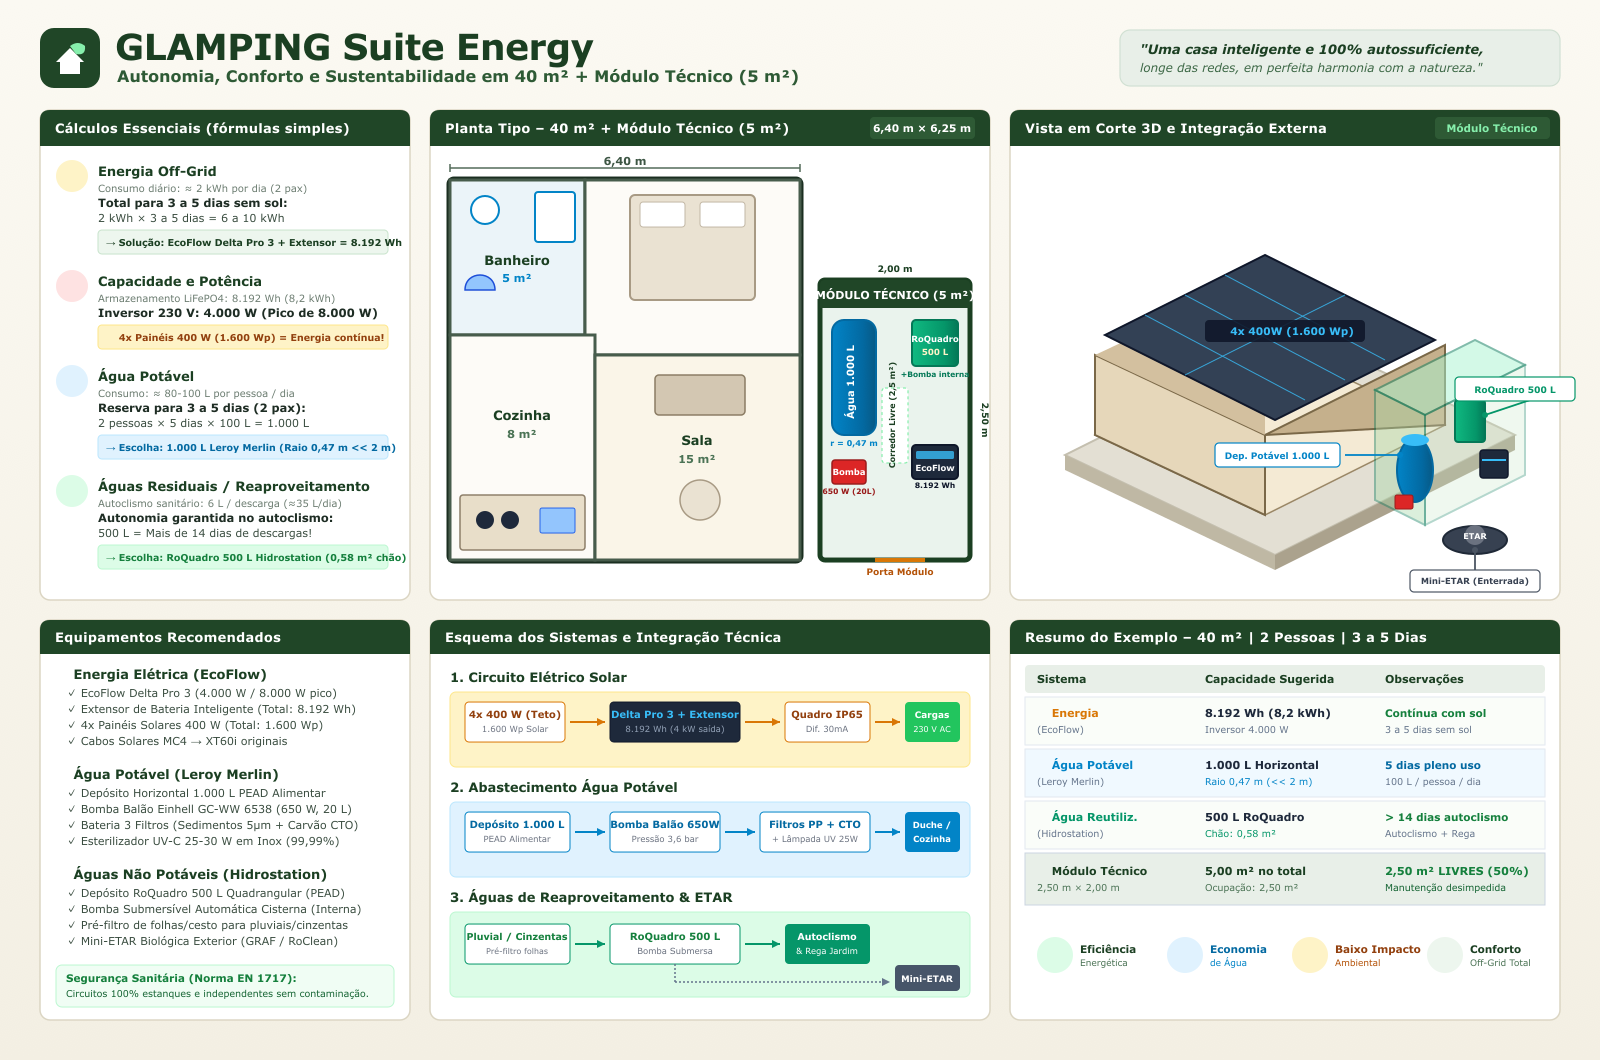 GLAMPING Suite Energy
Autonomia, Conforto e Sustentabilidade em 40 m² + Módulo Técnico (5 m²)
"Uma casa inteligente e 100% autossuficiente,
longe das redes, em perfeita harmonia com a natureza."
Cálculos Essenciais (fórmulas simples)
Energia Off-Grid
Consumo diário: ≈ 2 kWh por dia (2 pax)
Total para 3 a 5 dias sem sol:
2 kWh × 3 a 5 dias = 6 a 10 kWh
→ Solução: EcoFlow Delta Pro 3 + Extensor = 8.192 Wh
Capacidade e Potência
Armazenamento LiFePO4: 8.192 Wh (8,2 kWh)
Inversor 230 V: 4.000 W (Pico de 8.000 W)
4x Painéis 400 W (1.600 Wp) = Energia contínua!
Água Potável
Consumo: ≈ 80-100 L por pessoa / dia
Reserva para 3 a 5 dias (2 pax):
2 pessoas × 5 dias × 100 L = 1.000 L
→ Escolha: 1.000 L Leroy Merlin (Raio 0,47 m << 2 m)
Águas Residuais / Reaproveitamento
Autoclismo sanitário: 6 L / descarga (≈35 L/dia)
Autonomia garantida no autoclismo:
500 L = Mais de 14 dias de descargas!
→ Escolha: RoQuadro 500 L Hidrostation (0,58 m² chão)
Planta Tipo – 40 m² + Módulo Técnico (5 m²)
6,40 m × 6,25 m
6,40 m
Banheiro
5 m²
Cozinha
8 m²
Sala
15 m²
2,00 m
MÓDULO TÉCNICO (5 m²)
Água 1.000 L
r = 0,47 m
RoQuadro
500 L
+Bomba interna
Corredor Livre (2,5 m²)
2,50 m
Bomba
650 W (20L)
EcoFlow
8.192 Wh
Porta Módulo
Vista em Corte 3D e Integração Externa
Módulo Técnico
4x 400W (1.600 Wp)
RoQuadro 500 L
Dep. Potável 1.000 L
ETAR
Mini-ETAR (Enterrada)
Equipamentos Recomendados
Energia Elétrica (EcoFlow)
✓ EcoFlow Delta Pro 3 (4.000 W / 8.000 W pico)
✓ Extensor de Bateria Inteligente (Total: 8.192 Wh)
✓ 4x Painéis Solares 400 W (Total: 1.600 Wp)
✓ Cabos Solares MC4 → XT60i originais
Água Potável (Leroy Merlin)
✓ Depósito Horizontal 1.000 L PEAD Alimentar
✓ Bomba Balão Einhell GC-WW 6538 (650 W, 20 L)
✓ Bateria 3 Filtros (Sedimentos 5μm + Carvão CTO)
✓ Esterilizador UV-C 25-30 W em Inox (99,99%)
Águas Não Potáveis (Hidrostation)
✓ Depósito RoQuadro 500 L Quadrangular (PEAD)
✓ Bomba Submersível Automática Cisterna (Interna)
✓ Pré-filtro de folhas/cesto para pluviais/cinzentas
✓ Mini-ETAR Biológica Exterior (GRAF / RoClean)
Segurança Sanitária (Norma EN 1717):
Circuitos 100% estanques e independentes sem contaminação.
Esquema dos Sistemas e Integração Técnica
1. Circuito Elétrico Solar
4x 400 W (Teto)
1.600 Wp Solar
Delta Pro 3 + Extensor
8.192 Wh (4 kW saída)
Quadro IP65
Dif. 30mA
Cargas
230 V AC
2. Abastecimento Água Potável
Depósito 1.000 L
PEAD Alimentar
Bomba Balão 650W
Pressão 3,6 bar
Filtros PP + CTO
+ Lâmpada UV 25W
Duche /
Cozinha
3. Águas de Reaproveitamento & ETAR
Pluvial / Cinzentas
Pré-filtro folhas
RoQuadro 500 L
Bomba Submersa
Autoclismo
& Rega Jardim
Mini-ETAR
Resumo do Exemplo – 40 m² | 2 Pessoas | 3 a 5 Dias
Sistema Capacidade Sugerida Observações
Energia 8.192 Wh (8,2 kWh) Contínua com sol
(EcoFlow) Inversor 4.000 W 3 a 5 dias sem sol
Água Potável 1.000 L Horizontal 5 dias pleno uso
(Leroy Merlin) Raio 0,47 m (<< 2 m) 100 L / pessoa / dia
Água Reutiliz. 500 L RoQuadro > 14 dias autoclismo
(Hidrostation) Chão: 0,58 m² Autoclismo + Rega
Módulo Técnico 5,00 m² no total 2,50 m² LIVRES (50%)
2,50 m × 2,00 m Ocupação: 2,50 m² Manutenção desimpedida
Eficiência
Energética
Economia
de Água
Baixo Impacto
Ambiental
Conforto
Off-Grid Total